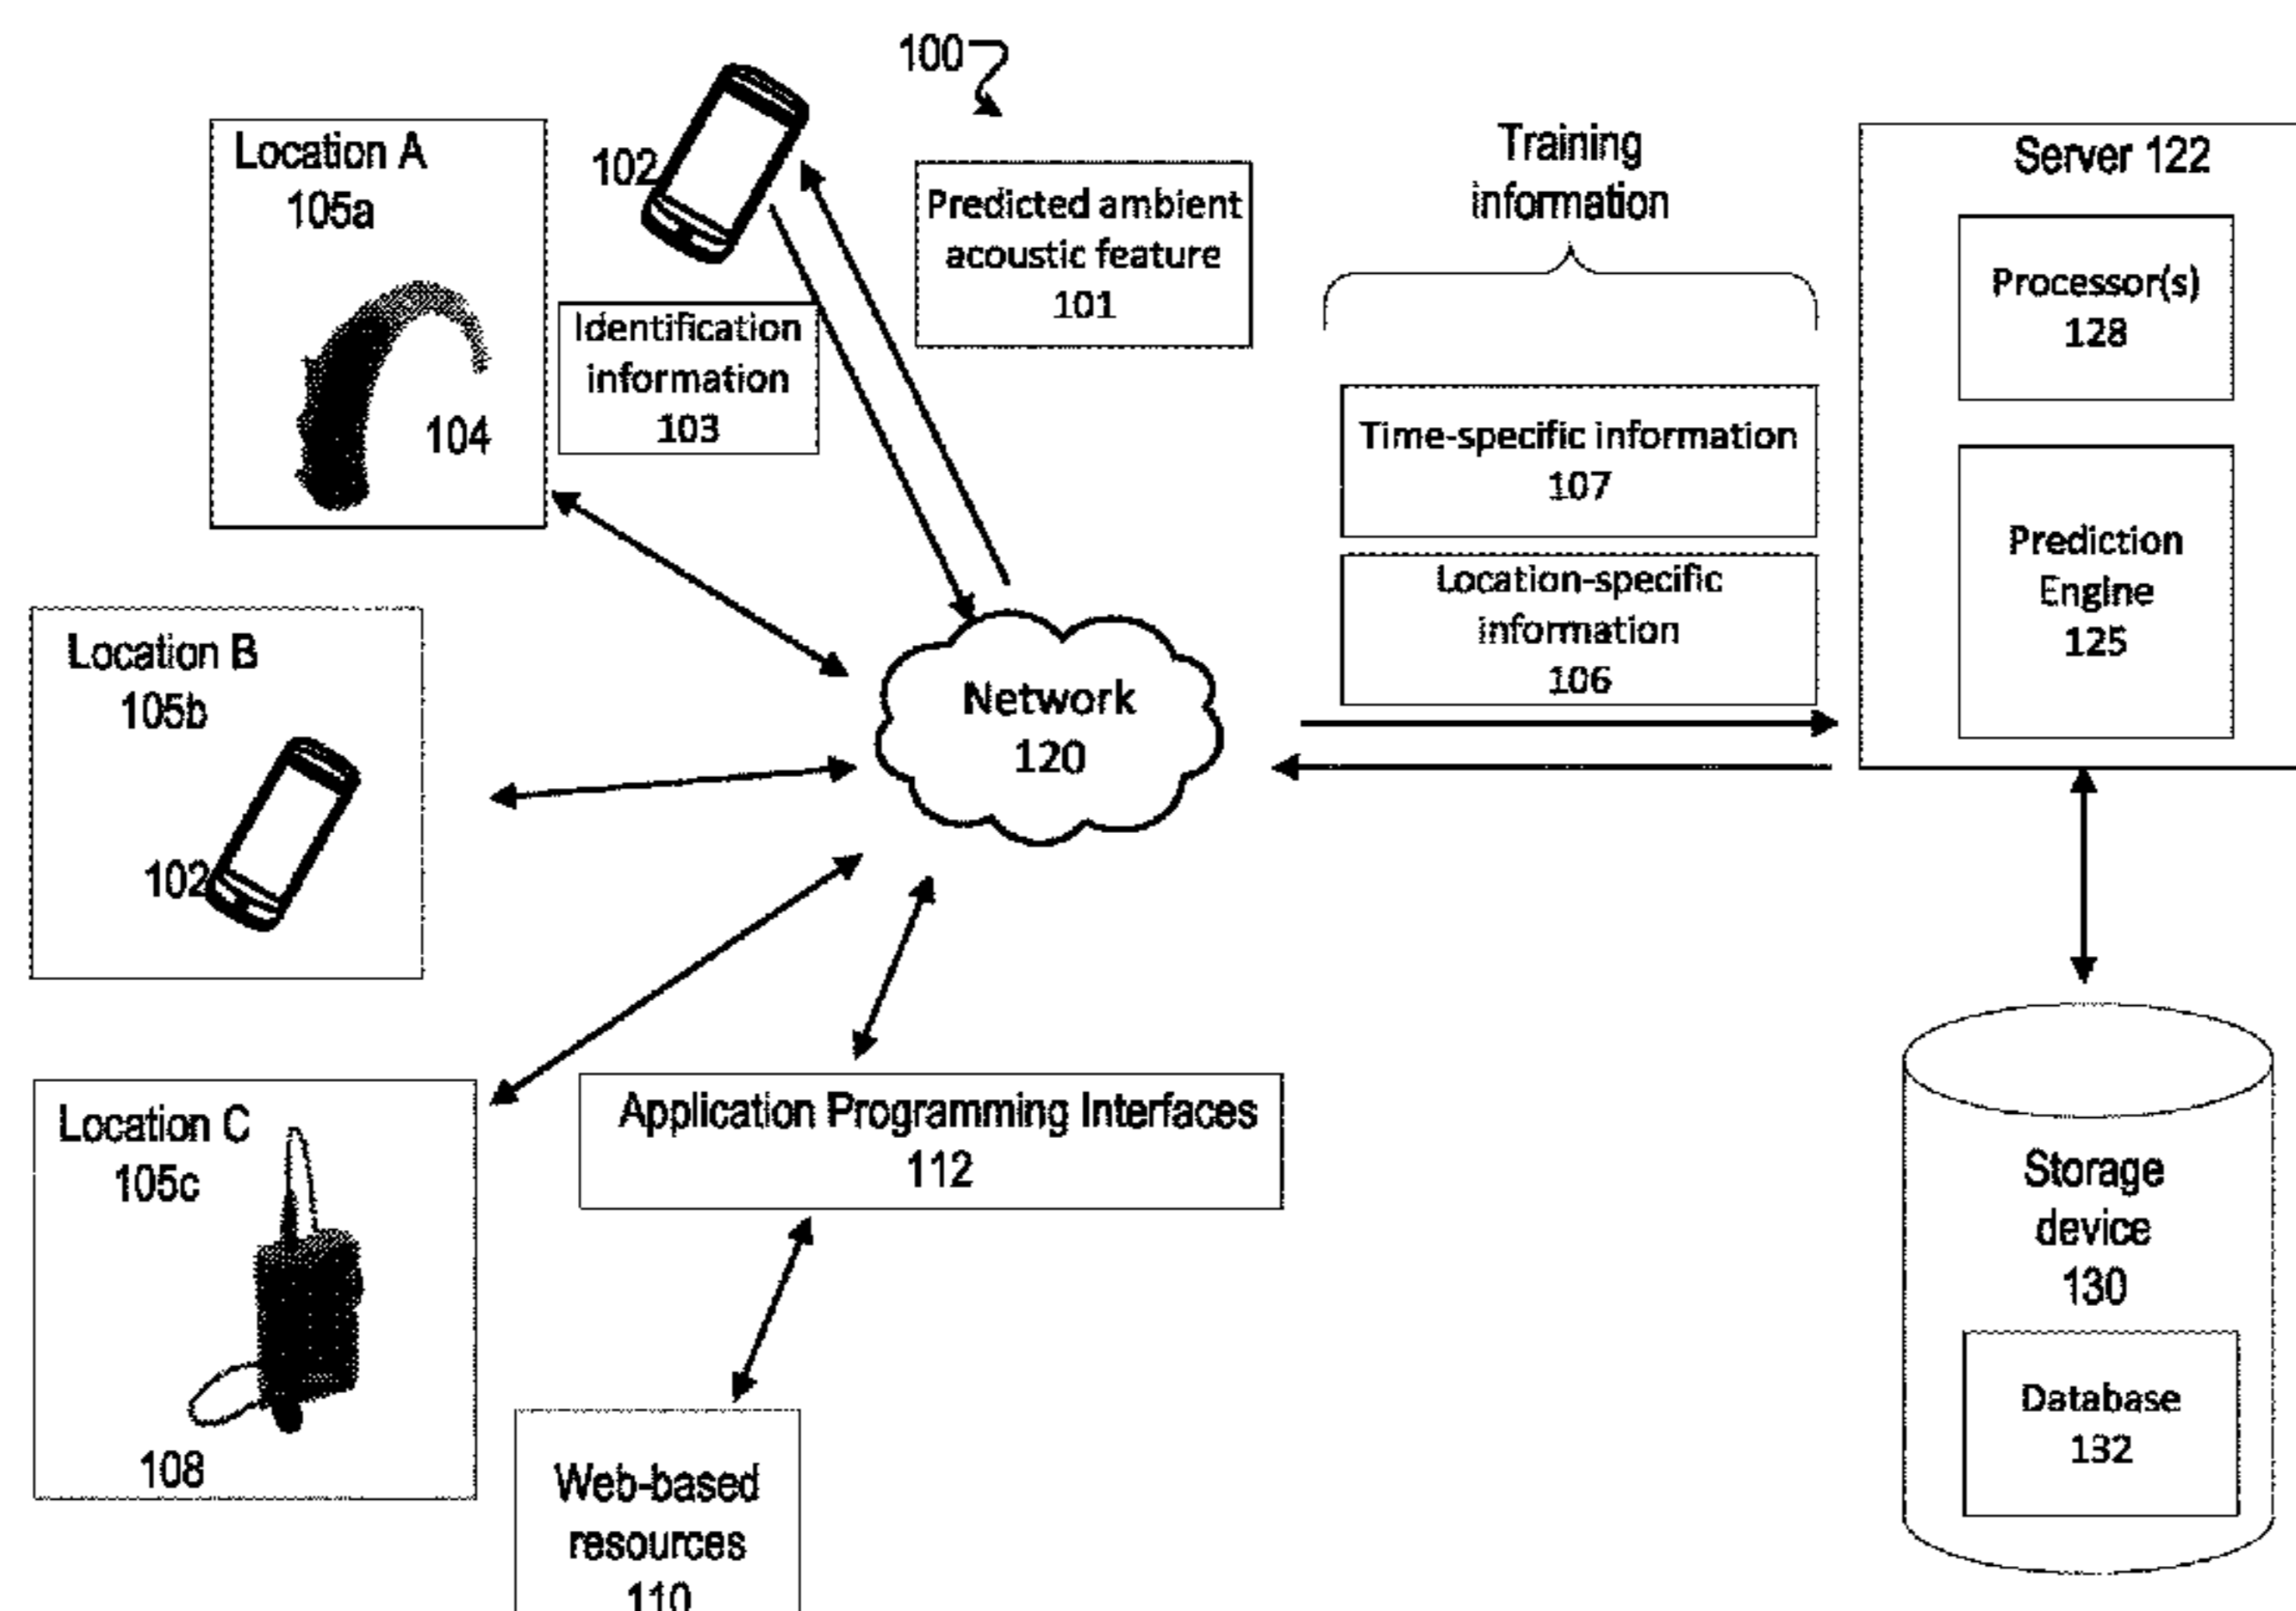 100
Location A
105a
104
102
Identification
information
103
Predicted ambient
acoustic feature
101
Training
information
Time-specific information
107
Location-specific
information
106
Server 122
Processor(s)
128
Prediction
Engine
125
Location B
105b
102
Network
120
Location C
105c
108
Application Programming Interfaces
112
Web-based
resources
110
Storage
device
130
Database
132